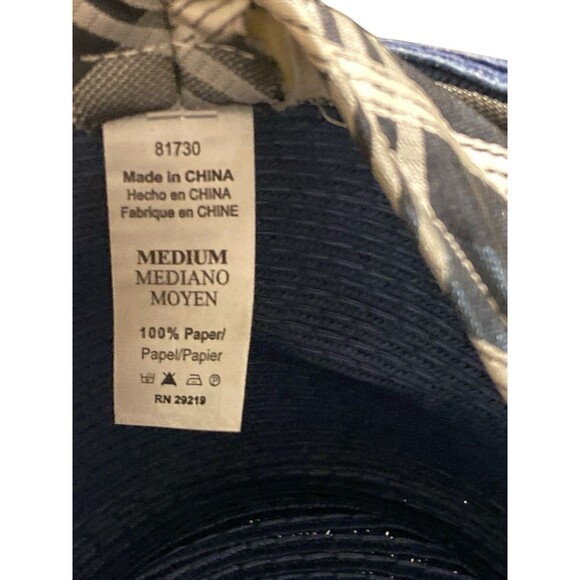 81730
Made in CHINA
Hecho en CHINA
Fabrique en CHINE
MEDIUM
MEDIANO
MOYEN
100% Paper/
Papel/Papier
RN 29219